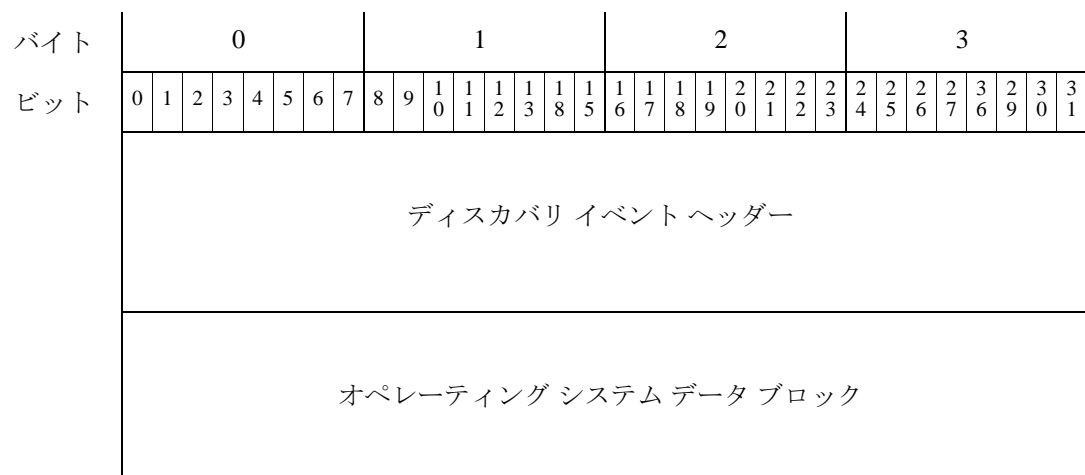 バイト 0 1 2 3
ビット 0 1 2 3 4 5 6 7 8 9 10 11 12 13 18 15 16 17 18 19 20 21 22 23 24 25 26 27 36 29 30 31
ディスカバリ イベント ヘッダー
オペレーティング システム データ ブロック